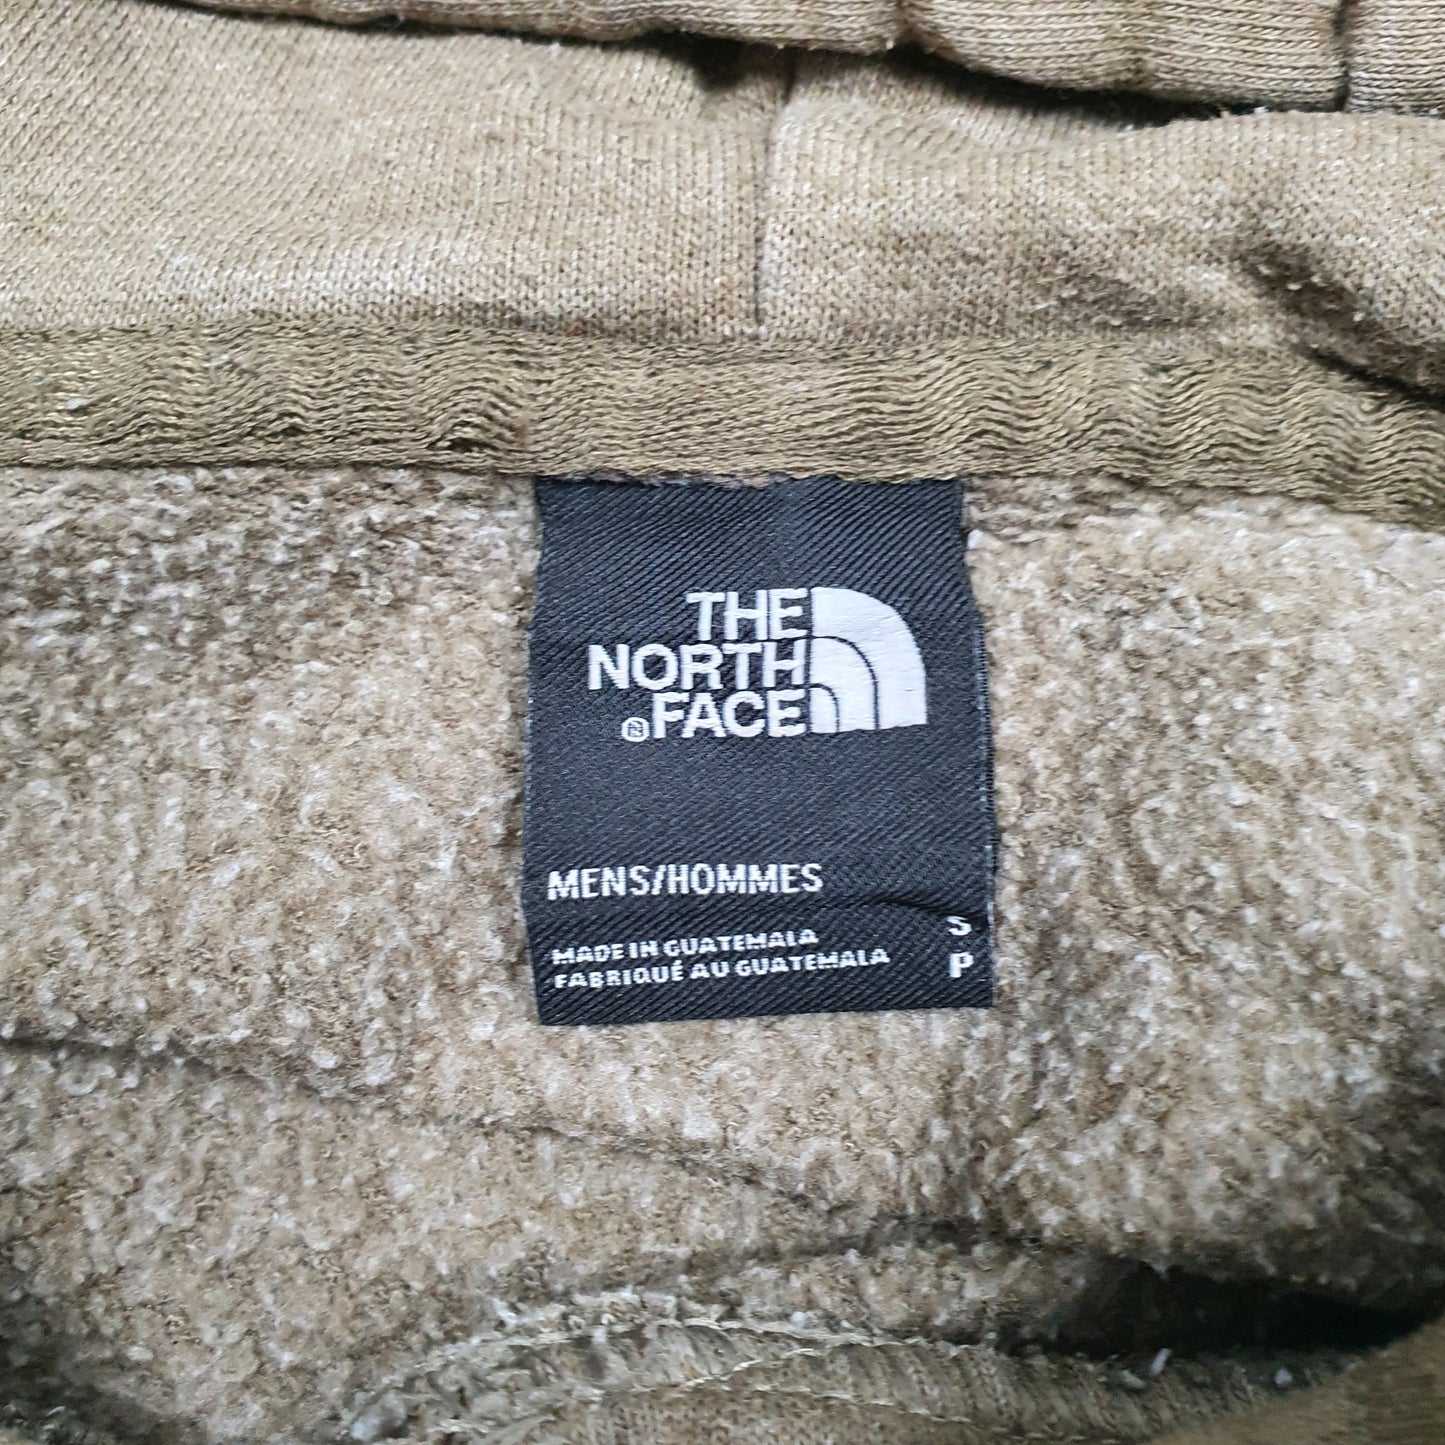 THE
NORTH
®FACE
MENS/HOMMES
S
MADE IN GUATEMALA
FABRIQUÉ AU GUATEMALA
P